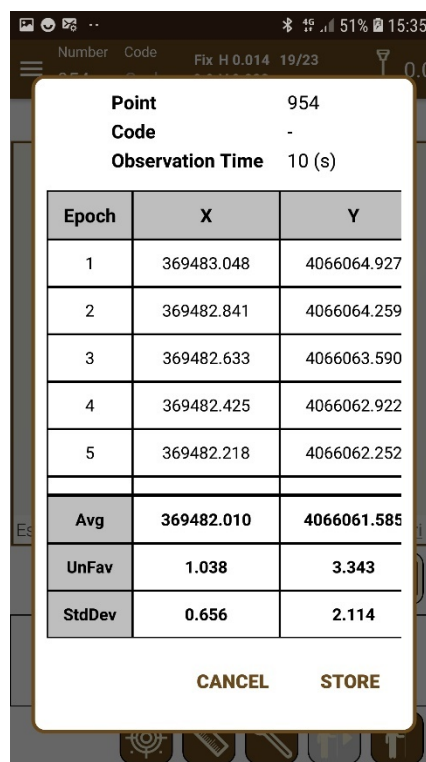 51% 15:35
Number Code
Fix H 0.014 19/23
Point 954
Code -
Observation Time 10 (s)
Epoch X Y
1 369483.048 4066064.927
2 369482.841 4066064.259
3 369482.633 4066063.590
4 369482.425 4066062.922
5 369482.218 4066062.252
Avg 369482.010 4066061.585
UnFav 1.038 3.343
StdDev 0.656 2.114
CANCEL STORE